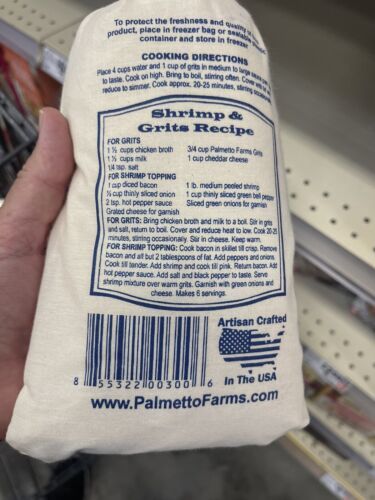 To protect the freshness and quality of
product, place in freezer bag or sealable
container and store in freezer
COOKING DIRECTIONS
Place 4 cups water and 1 cup of grits in medium to large sauce
to taste. Cook on high. Bring to boil, stirring often. Cover
reduce to simmer. Cook approx. 20-25 minutes, stirring
Shrimp &
Grits Recipe
FOR GRITS
1 ½ cups chicken broth 3/4 cup Palmetto Farms Grits
1 ½ cups milk 1 cup cheddar cheese
1/4 tsp. salt
FOR SHRIMP TOPPING
1 cup diced bacon 1 lb. medium peeled shrimp
½ cup thinly sliced onion 1 cup thinly sliced green bell pepper
2 tsp. hot pepper sauce Sliced green onions for garnish
Grated cheese for garnish
FOR GRITS: Bring chicken broth and milk to a boil. Stir in grits
and salt, return to boil. Cover and reduce heat to low. Cook 20-25
minutes, stirring occasionally. Stir in cheese. Keep warm.
FOR SHRIMP TOPPING: Cook bacon in skillet till crisp. Remove
bacon and all but 2 tablespoons of fat. Add peppers and onions.
Cook till tender. Add shrimp and cook till pink. Return bacon. Add
hot pepper sauce. Add salt and black pepper to taste. Serve
shrimp mixture over warm grits. Garnish with green onions and
cheese. Makes 6 servings.
Artisan Crafted
In The USA
8 55322 00300 6
www.PalmettoFarms.com